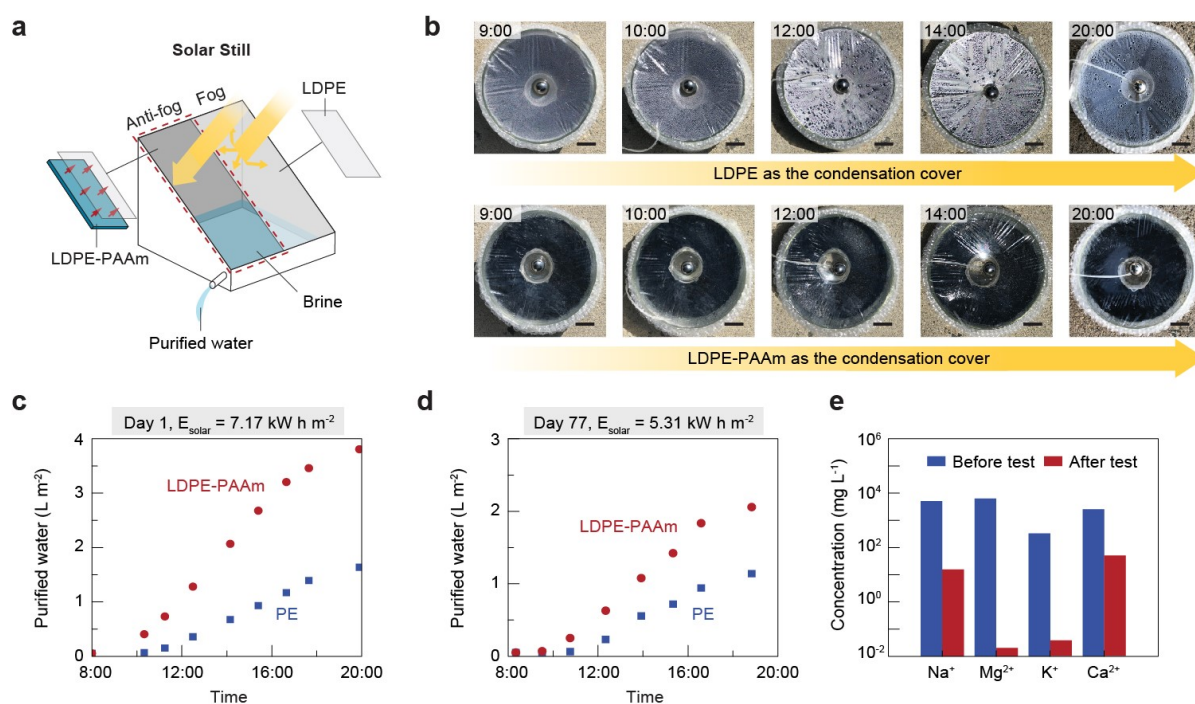 a
Solar Still
Anti-fog
Fog
LDPE
LDPE-PAAm
Brine
Purified water
b
9:00
10:00
12:00
14:00
20:00
LDPE as the condensation cover
9:00
10:00
12:00
14:00
20:00
LDPE-PAAm as the condensation cover
c
Day 1, E_solar = 7.17 kW h m⁻²
Purified water (L m⁻²)
4
3
2
1
0
LDPE-PAAm
PE
8:00
12:00
16:00
20:00
Time
d
Day 77, E_solar = 5.31 kW h m⁻²
Purified water (L m⁻²)
3
2
1
0
LDPE-PAAm
PE
8:00
12:00
16:00
20:00
Time
e
Concentration (mg L⁻¹)
10⁶
10⁴
10²
10⁰
10⁻²
Before test
After test
Na⁺
Mg²⁺
K⁺
Ca²⁺